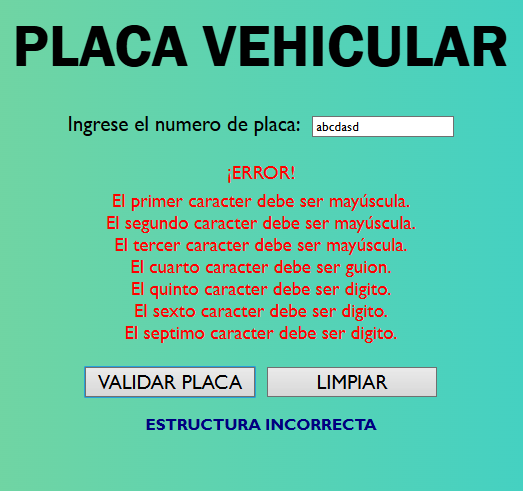 PLACA VEHICULAR
Ingrese el numero de placa: abcdasd
¡ERROR!
El primer caracter debe ser mayúscula.
El segundo caracter debe ser mayúscula.
El tercer caracter debe ser mayúscula.
El cuarto caracter debe ser guion.
El quinto caracter debe ser digito.
El sexto caracter debe ser digito.
El septimo caracter debe ser digito.
VALIDAR PLACA LIMPIAR
ESTRUCTURA INCORRECTA